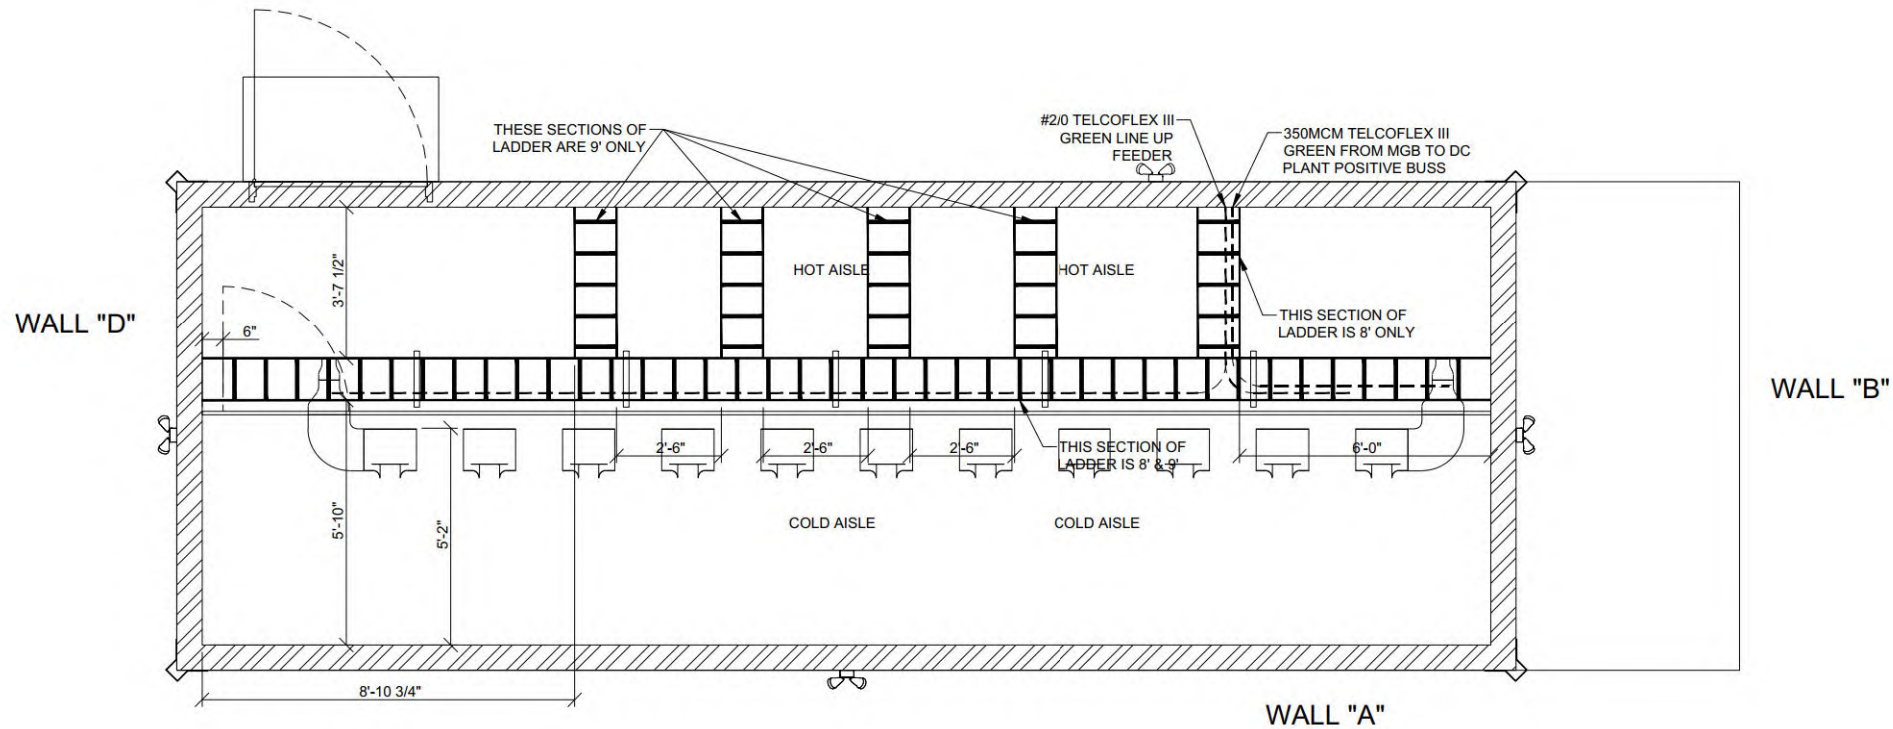 THESE SECTIONS OF
LADDER ARE 9' ONLY
#2/0 TELCOFLEX III
GREEN LINE UP
FEEDER
350MCM TELCOFLEX III
GREEN FROM MGB TO DC
PLANT POSITIVE BUSS
3'-7 1/2"
HOT AISLE
HOT AISLE
WALL "D"
6"
THIS SECTION OF
LADDER IS 8' ONLY
WALL "B"
2'-6"
2'-6"
2'-6"
THIS SECTION OF
LADDER IS 8' & 9'
6'-0"
5'-10"
5'-2"
COLD AISLE
COLD AISLE
8'-10 3/4"
WALL "A"